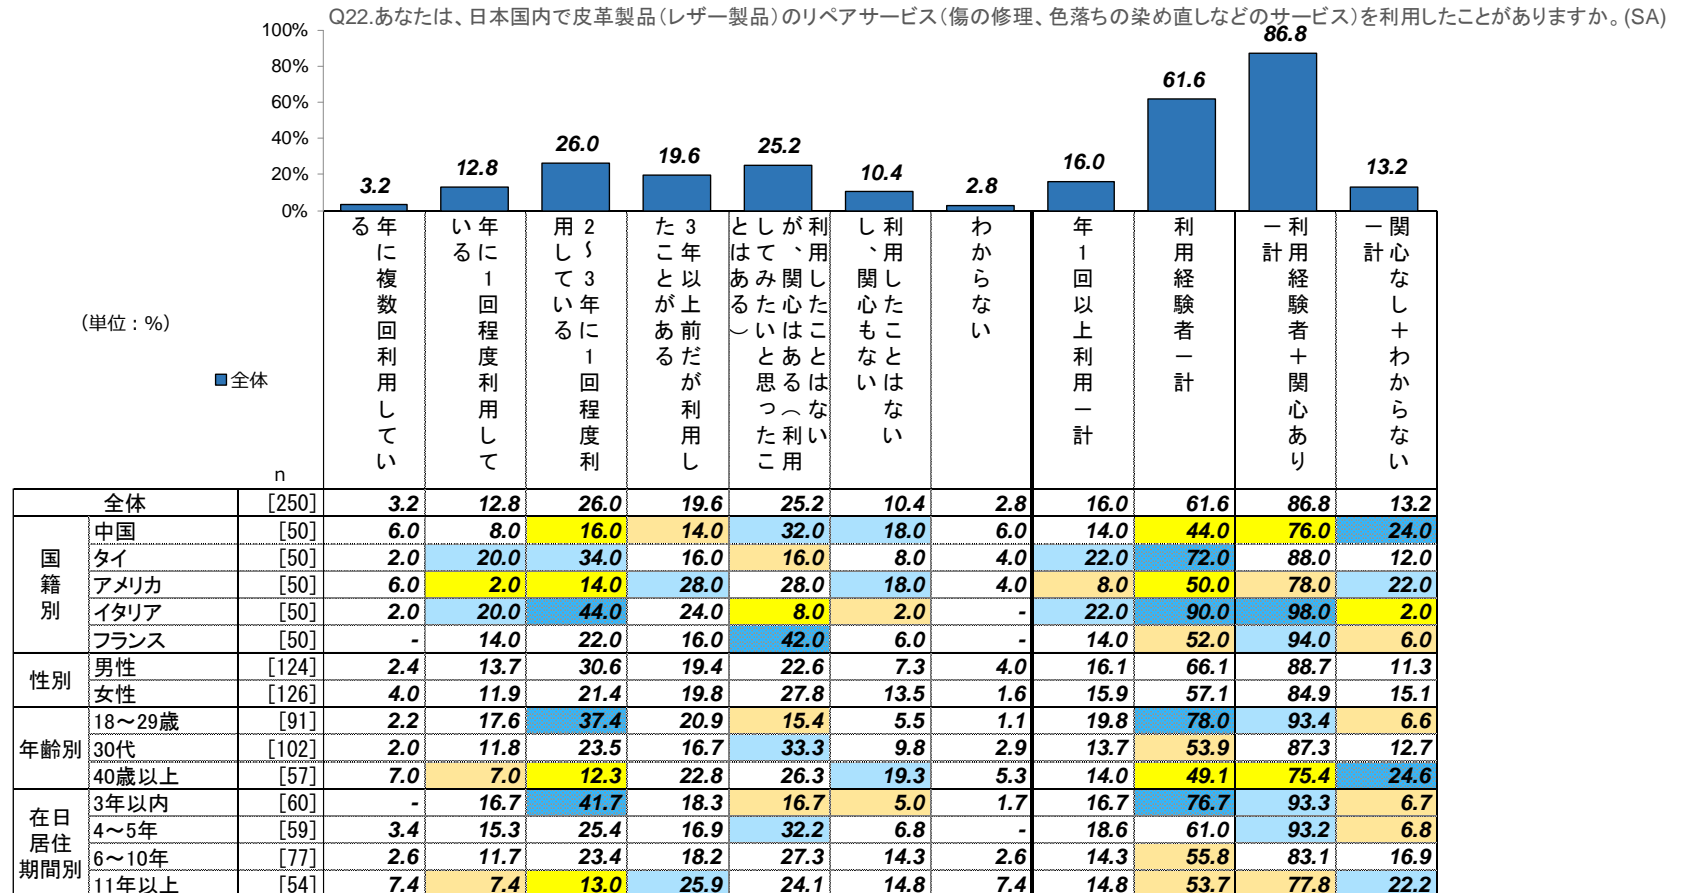 Q22.あなたは、日本国内で皮革製品（レザー製品）のリペアサービス（傷の修理、色落ちの染め直しなどのサービス）を利用したことがありますか。(SA)
100%
80%
60%
40%
20%
0%
3.2
12.8
26.0
19.6
25.2
10.4
2.8
16.0
61.6
86.8
13.2
年に複数回利用している
年に1回程度利用している
2～3年に1回程度利用している
3年以上前だが利用したことがある
利用したことはないが、関心はある（利用してみたいと思ったことはある）
利用したことはないし、関心もない
わからない
年1回以上利用－計
利用経験者－計
利用経験者＋関心あり－計
関心なし＋わからない－計
（単位：%）
全体
n
全体 [250] 3.2 12.8 26.0 19.6 25.2 10.4 2.8 16.0 61.6 86.8 13.2
国籍別
中国 [50] 6.0 8.0 16.0 14.0 32.0 18.0 6.0 14.0 44.0 76.0 24.0
タイ [50] 2.0 20.0 34.0 16.0 16.0 8.0 4.0 22.0 72.0 88.0 12.0
アメリカ [50] 6.0 2.0 14.0 28.0 28.0 18.0 4.0 8.0 50.0 78.0 22.0
イタリア [50] 2.0 20.0 44.0 24.0 8.0 2.0 - 22.0 90.0 98.0 2.0
フランス [50] - 14.0 22.0 16.0 42.0 6.0 - 14.0 52.0 94.0 6.0
性別
男性 [124] 2.4 13.7 30.6 19.4 22.6 7.3 4.0 16.1 66.1 88.7 11.3
女性 [126] 4.0 11.9 21.4 19.8 27.8 13.5 1.6 15.9 57.1 84.9 15.1
年齢別
18～29歳 [91] 2.2 17.6 37.4 20.9 15.4 5.5 1.1 19.8 78.0 93.4 6.6
30代 [102] 2.0 11.8 23.5 16.7 33.3 9.8 2.9 13.7 53.9 87.3 12.7
40歳以上 [57] 7.0 7.0 12.3 22.8 26.3 19.3 5.3 14.0 49.1 75.4 24.6
在日居住期間別
3年以内 [60] - 16.7 41.7 18.3 16.7 5.0 1.7 16.7 76.7 93.3 6.7
4～5年 [59] 3.4 15.3 25.4 16.9 32.2 6.8 - 18.6 61.0 93.2 6.8
6～10年 [77] 2.6 11.7 23.4 18.2 27.3 14.3 2.6 14.3 55.8 83.1 16.9
11年以上 [54] 7.4 7.4 13.0 25.9 24.1 14.8 7.4 14.8 53.7 77.8 22.2